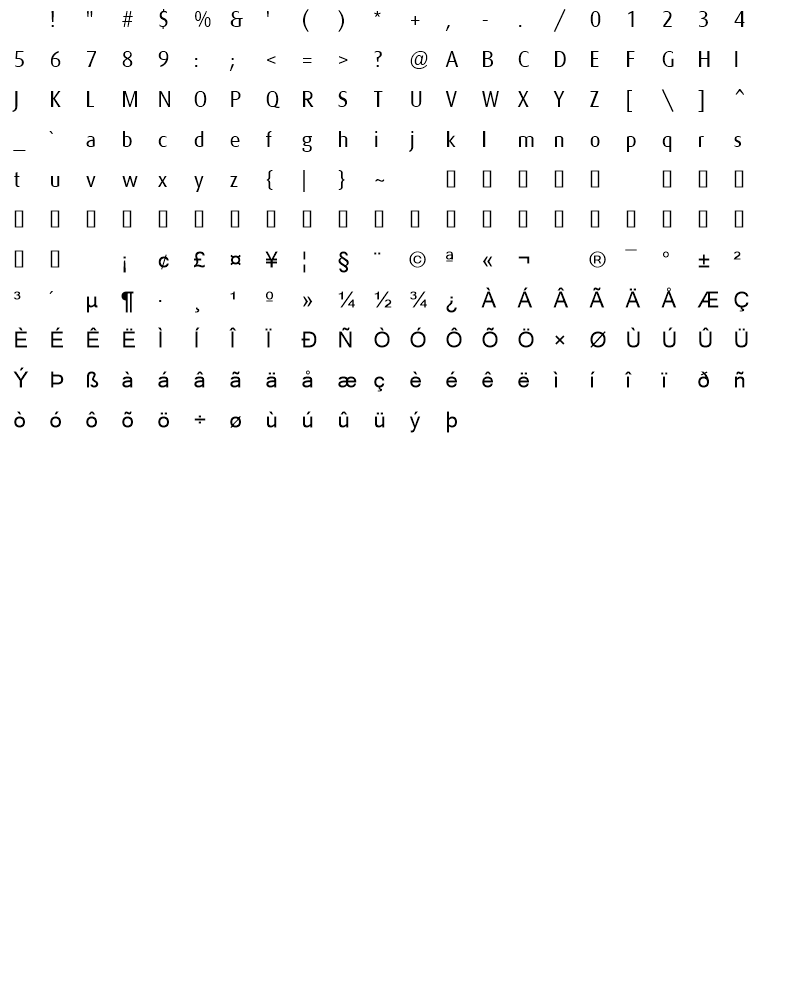 ! " # $ % & ' ( ) * + , - . / 0 1 2 3 4
5 6 7 8 9 : ; < = > ? @ A B C D E F G H I
J K L M N O P Q R S T U V W X Y Z [ \ ] ^
_ ` a b c d e f g h i j k l m n o p q r s
t u v w x y z { | } ~ ▯ ▯ ▯ ▯ ▯ ▯ ▯ ▯
▯ ▯ ▯ ▯ ▯ ▯ ▯ ▯ ▯ ▯ ▯ ▯ ▯ ▯ ▯ ▯ ▯ ▯ ▯ ▯ ▯
▯ ▯ ¡ ¢ £ ¤ ¥ ¦ § ¨ © ª « ¬ ® ¯ ° ± ²
³ ´ µ ¶ · ¸ ¹ º » ¼ ½ ¾ ¿ À Á Â Ã Ä Å Æ Ç
È É Ê Ë Ì Í Î Ï Ð Ñ Ò Ó Ô Õ Ö × Ø Ù Ú Û Ü
Ý Þ ß à á â ã ä å æ ç è é ê ë ì í î ï ð ñ
ò ó ô õ ö ÷ ø ù ú û ü ý þ